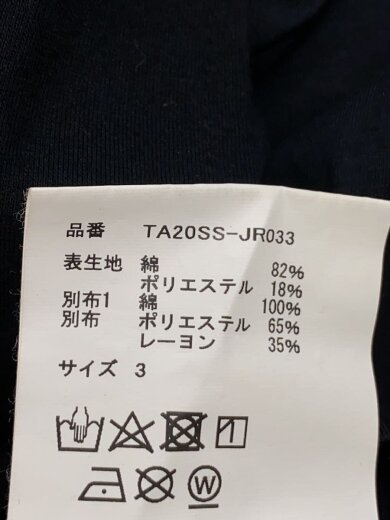 品番 TA20SS-JR033
表生地 綿 82%
ポリエステル 18%
別布1 綿 100%
別布 ポリエステル 65%
レーヨン 35%
サイズ 3
W